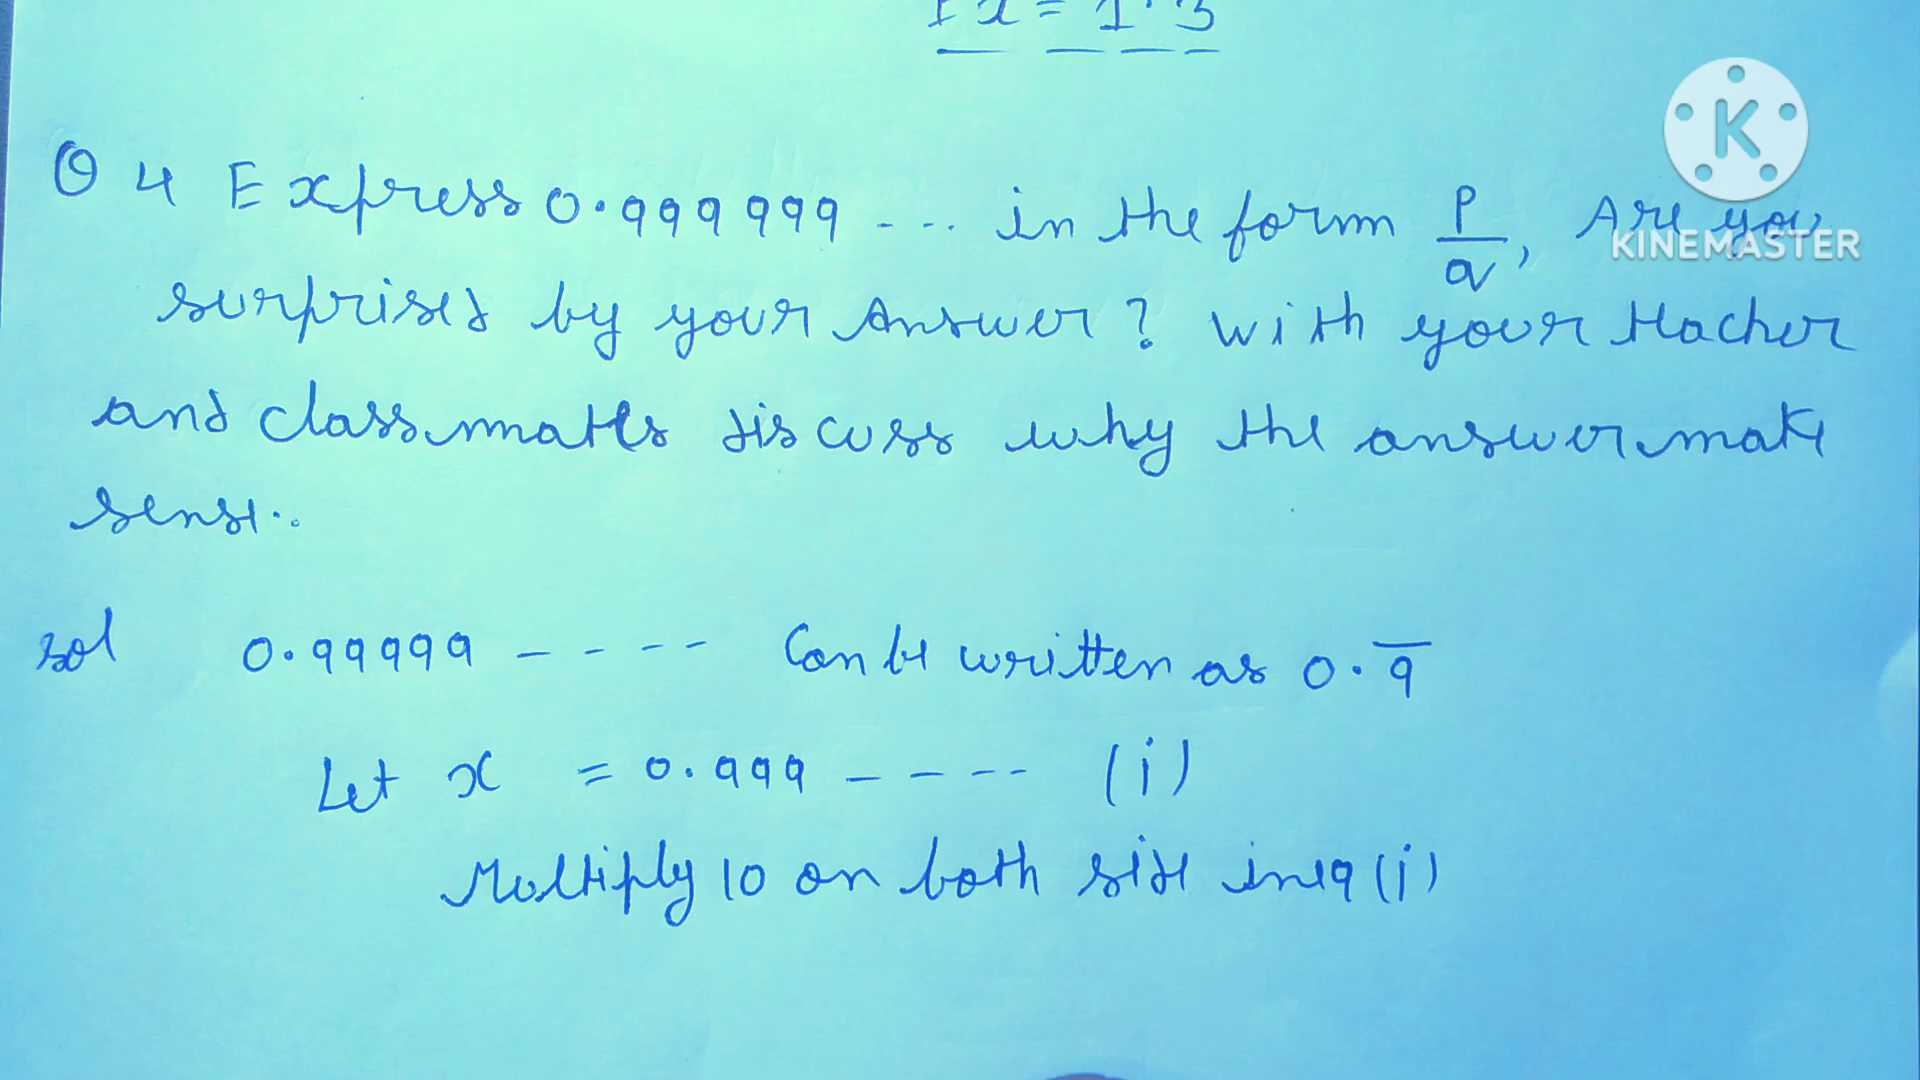 Q 4 Express 0.999999 --.. in the form P/q, Are you
surprised by your Answer? With your teacher
and classmates discuss why the answer make
sense..
sol 0.99999 ----- Can be written as 0.9̅
Let x = 0.999 ----- (i)
Multiply 10 on both side in eq (i)
K
KINEMASTER